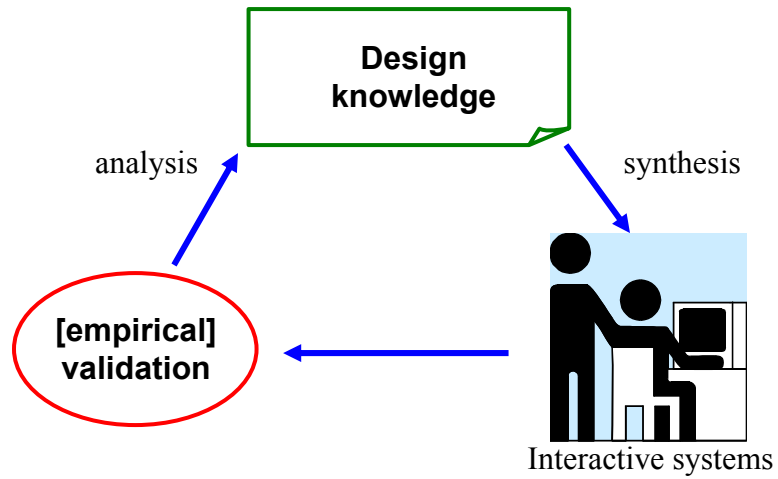 Design
knowledge
analysis
synthesis
[empirical]
validation
Interactive systems